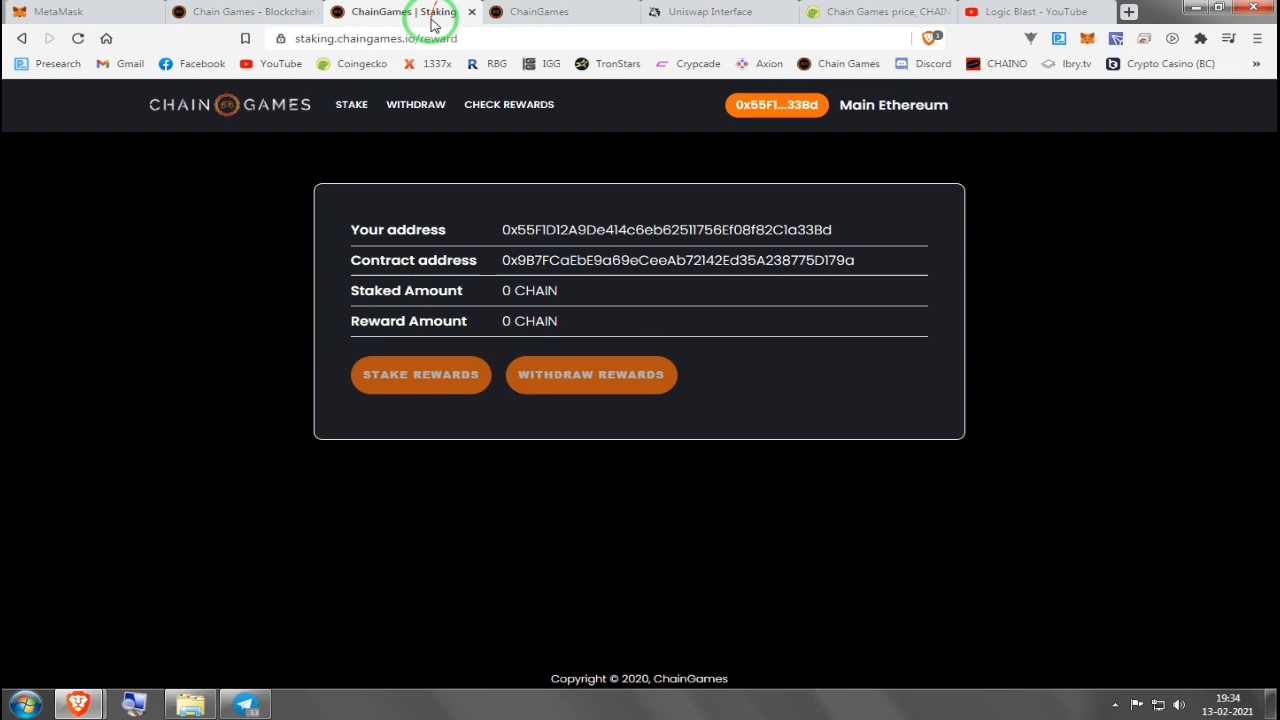 MetaMask
Chain Games - Blockchain
ChainGames | Staking
ChainGames
Uniswap Interface
Chain Games price, CHAIN
Logic Blast - YouTube
staking.chaingames.io/reward
1
Presearch
Gmail
Facebook
YouTube
Coingecko
1337x
RBG
IGG
TronStars
Crypcade
Axion
Chain Games
Discord
CHAINO
lbry.tv
Crypto Casino (BC)
»
CHAIN GAMES
STAKE
WITHDRAW
CHECK REWARDS
0x55F1...33Bd
Main Ethereum
Your address 0x55F1D12A9De414c6eb62511756Ef08f82C1a33Bd
Contract address 0x9B7FCaEbE9a69eCeeAb72142Ed35A238775D179a
Staked Amount 0 CHAIN
Reward Amount 0 CHAIN
STAKE REWARDS
WITHDRAW REWARDS
Copyright © 2020, ChainGames
19:34
13-02-2021